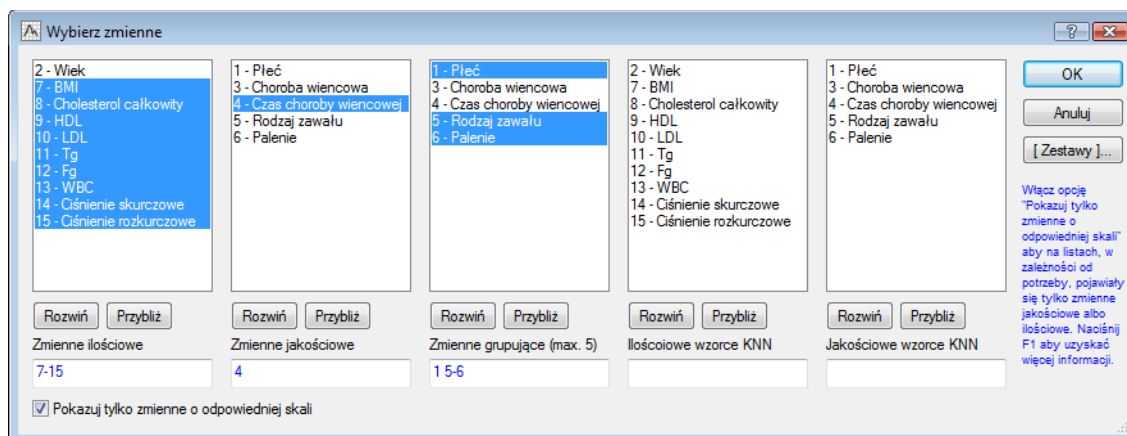 Wybierz zmienne
2 - Wiek
7 - BMI
8 - Cholesterol całkowity
9 - HDL
10 - LDL
11 - Tg
12 - Fg
13 - WBC
14 - Ciśnienie skurczowe
15 - Ciśnienie rozkurczowe
1 - Płeć
3 - Choroba wiencowa
4 - Czas choroby wiencowej
5 - Rodzaj zawału
6 - Palenie
1 - Płeć
3 - Choroba wiencowa
4 - Czas choroby wiencowej
5 - Rodzaj zawału
6 - Palenie
2 - Wiek
7 - BMI
8 - Cholesterol całkowity
9 - HDL
10 - LDL
11 - Tg
12 - Fg
13 - WBC
14 - Ciśnienie skurczowe
15 - Ciśnienie rozkurczowe
1 - Płeć
3 - Choroba wiencowa
4 - Czas choroby wiencowej
5 - Rodzaj zawału
6 - Palenie
OK
Anuluj
[ Zestawy ]...
Włącz opcję
"Pokazuj tylko
zmienne o
odpowiedniej skali"
aby na listach, w
zależności od
potrzeby, pojawiały
się tylko zmienne
jakościowe albo
ilościowe. Naciśnij
F1 aby uzyskać
więcej informacji.
Rozwiń Przybliż Rozwiń Przybliż Rozwiń Przybliż Rozwiń Przybliż Rozwiń Przybliż
Zmienne ilościowe Zmienne jakościowe Zmienne grupujące (max. 5) Ilościoiowe wzorce KNN Jakościowe wzorce KNN
7-15 4 1 5-6
Pokazuj tylko zmienne o odpowiedniej skali